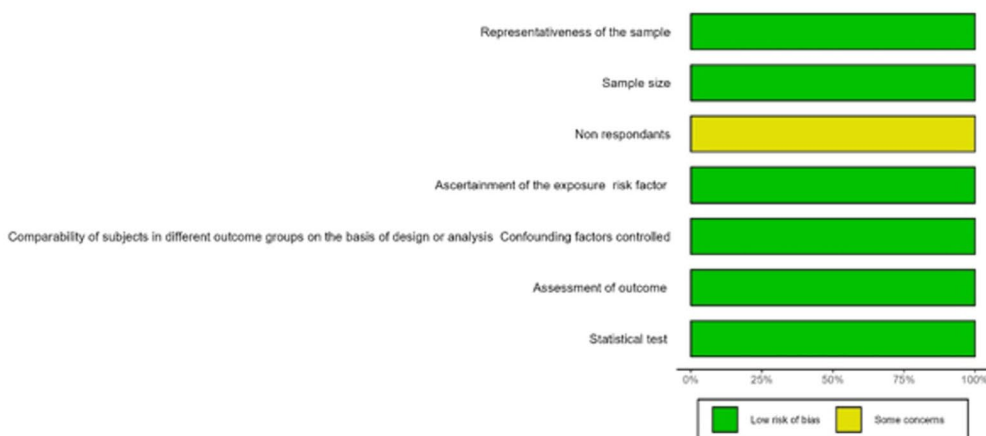 Representativeness of the sample
Sample size
Non respondants
Ascertainment of the exposure risk factor
Comparability of subjects in different outcome groups on the basis of design or analysis Confounding factors controlled
Assessment of outcome
Statistical test
0% 25% 50% 75% 100%
Low risk of bias Some concerns